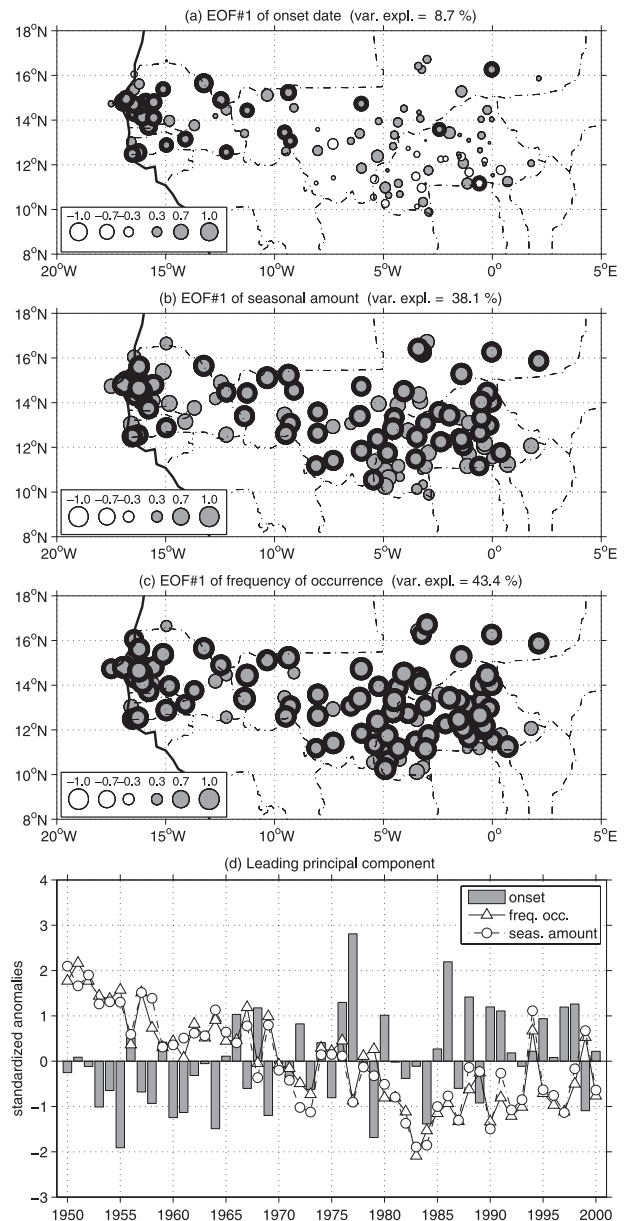 (a) EOF#1 of onset date (var. expl. = 8.7 %)
18°N
16°N
14°N
12°N
10°N
8°N
−1.0 −0.7 −0.3 0.3 0.7 1.0
20°W 15°W 10°W 5°W 0°C 5°E
(b) EOF#1 of seasonal amount (var. expl. = 38.1 %)
18°N
16°N
14°N
12°N
10°N
8°N
−1.0 −0.7 −0.3 0.3 0.7 1.0
20°W 15°W 10°W 5°W 0°C 5°E
(c) EOF#1 of frequency of occurrence (var. expl. = 43.4 %)
18°N
16°N
14°N
12°N
10°N
8°N
−1.0 −0.7 −0.3 0.3 0.7 1.0
20°W 15°W 10°W 5°W 0°C 5°E
(d) Leading principal component
4
3
2
1
0
−1
−2
−3
standardized anomalies
onset
freq. occ.
seas. amount
1950 1955 1960 1965 1970 1975 1980 1985 1990 1995 2000